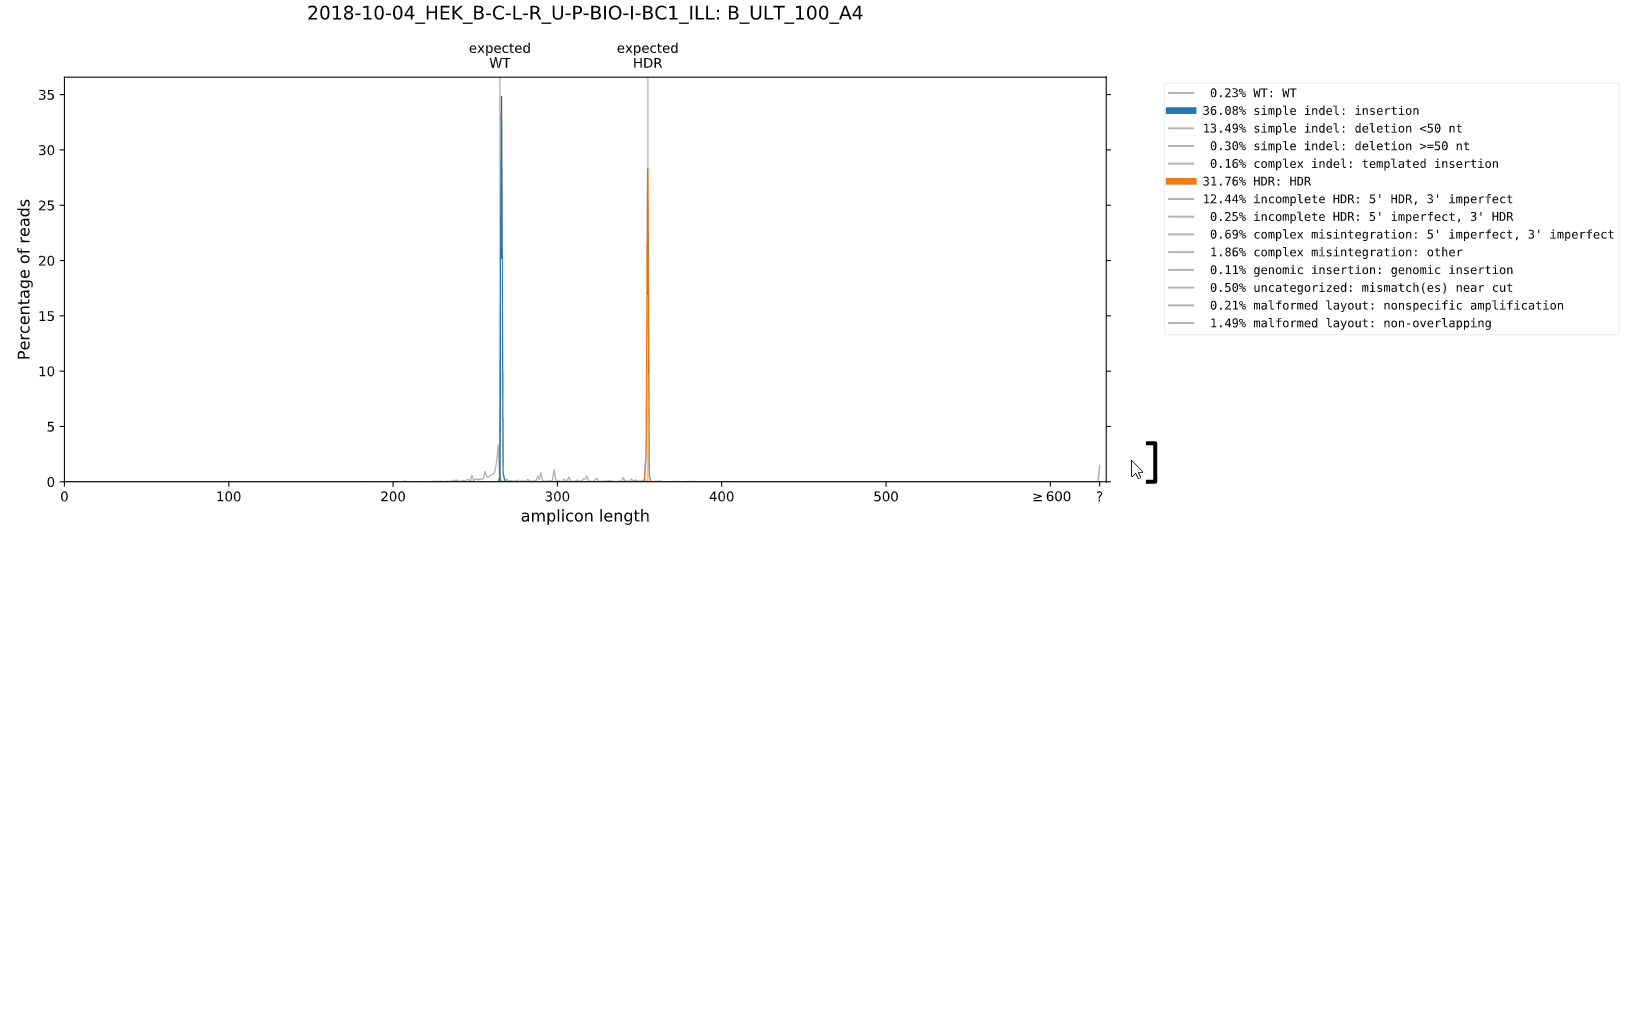 2018-10-04_HEK_B-C-L-R_U-P-BIO-I-BC1_ILL: B_ULT_100_A4
expected
WT
expected
HDR
35
30
25
20
15
10
5
0
Percentage of reads
0 100 200 300 400 500 ≥600 ?
amplicon length
0.23% WT: WT
36.08% simple indel: insertion
13.49% simple indel: deletion <50 nt
0.30% simple indel: deletion >=50 nt
0.16% complex indel: templated insertion
31.76% HDR: HDR
12.44% incomplete HDR: 5' HDR, 3' imperfect
0.25% incomplete HDR: 5' imperfect, 3' HDR
0.69% complex misintegration: 5' imperfect, 3' imperfect
1.86% complex misintegration: other
0.11% genomic insertion: genomic insertion
0.50% uncategorized: mismatch(es) near cut
0.21% malformed layout: nonspecific amplification
1.49% malformed layout: non-overlapping